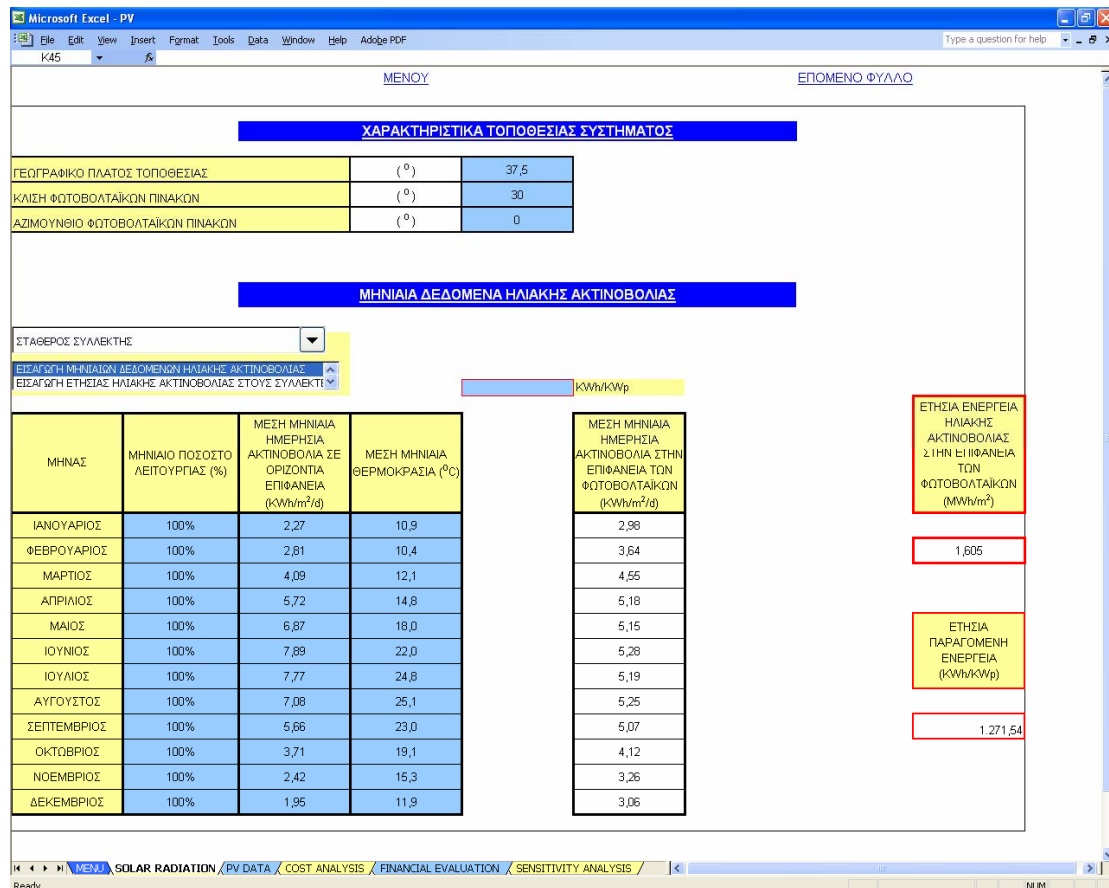 Microsoft Excel - PV
File Edit View Insert Format Tools Data Window Help Adobe PDF
Type a question for help
K45 fx
ΜΕΝΟΥ ΕΠΟΜΕΝΟ ΦΥΛΛΟ
ΧΑΡΑΚΤΗΡΙΣΤΙΚΑ ΤΟΠΟΘΕΣΙΑΣ ΣΥΣΤΗΜΑΤΟΣ
ΓΕΩΓΡΑΦΙΚΟ ΠΛΑΤΟΣ ΤΟΠΟΘΕΣΙΑΣ (⁰) 37,5
ΚΛΙΣΗ ΦΩΤΟΒΟΛΤΑΪΚΩΝ ΠΙΝΑΚΩΝ (⁰) 30
ΑΖΙΜΟΥΝΘΙΟ ΦΩΤΟΒΟΛΤΑΪΚΩΝ ΠΙΝΑΚΩΝ (⁰) 0
ΜΗΝΙΑΙΑ ΔΕΔΟΜΕΝΑ ΗΛΙΑΚΗΣ ΑΚΤΙΝΟΒΟΛΙΑΣ
ΣΤΑΘΕΡΟΣ ΣΥΛΛΕΚΤΗΣ
ΕΙΣΑΓΩΓΗ ΜΗΝΙΑΙΩΝ ΔΕΔΟΜΕΝΩΝ ΗΛΙΑΚΗΣ ΑΚΤΙΝΟΒΟΛΙΑΣ
ΕΙΣΑΓΩΓΗ ΕΤΗΣΙΑΣ ΗΛΙΑΚΗΣ ΑΚΤΙΝΟΒΟΛΙΑΣ ΣΤΟΥΣ ΣΥΛΛΕΚΤΕ
KWh/KWp
ΜΗΝΑΣ
ΜΗΝΙΑΙΟ ΠΟΣΟΣΤΟ
ΛΕΙΤΟΥΡΓΙΑΣ (%)
ΜΕΣΗ ΜΗΝΙΑΙΑ
ΗΜΕΡΗΣΙΑ
ΑΚΤΙΝΟΒΟΛΙΑ ΣΕ
ΟΡΙΖΟΝΤΙΑ
ΕΠΙΦΑΝΕΙΑ
(KWh/m²/d)
ΜΕΣΗ ΜΗΝΙΑΙΑ
ΘΕΡΜΟΚΡΑΣΙΑ (⁰C)
ΜΕΣΗ ΜΗΝΙΑΙΑ
ΗΜΕΡΗΣΙΑ
ΑΚΤΙΝΟΒΟΛΙΑ ΣΤΗΝ
ΕΠΙΦΑΝΕΙΑ ΤΩΝ
ΦΩΤΟΒΟΛΤΑΪΚΩΝ
(KWh/m²/d)
ΕΤΗΣΙΑ ΕΝΕΡΓΕΙΑ
ΗΛΙΑΚΗΣ
ΑΚΤΙΝΟΒΟΛΙΑΣ
ΣΤΗΝ ΕΠΙΦΑΝΕΙΑ
ΤΩΝ
ΦΩΤΟΒΟΛΤΑΪΚΩΝ
(MWh/m²)
ΙΑΝΟΥΑΡΙΟΣ 100% 2,27 10,9 2,98
ΦΕΒΡΟΥΑΡΙΟΣ 100% 2,81 10,4 3,64 1,605
ΜΑΡΤΙΟΣ 100% 4,09 12,1 4,55
ΑΠΡΙΛΙΟΣ 100% 5,72 14,8 5,18
ΜΑΙΟΣ 100% 6,87 18,0 5,15
ΙΟΥΝΙΟΣ 100% 7,89 22,0 5,28
ΙΟΥΛΙΟΣ 100% 7,77 24,8 5,19
ΕΤΗΣΙΑ
ΠΑΡΑΓΟΜΕΝΗ
ΕΝΕΡΓΕΙΑ
(KWh/KWp)
ΑΥΓΟΥΣΤΟΣ 100% 7,08 25,1 5,25
ΣΕΠΤΕΜΒΡΙΟΣ 100% 5,66 23,0 5,07 1.271,54
ΟΚΤΩΒΡΙΟΣ 100% 3,71 19,1 4,12
ΝΟΕΜΒΡΙΟΣ 100% 2,42 15,3 3,26
ΔΕΚΕΜΒΡΙΟΣ 100% 1,95 11,9 3,06
MENU SOLAR RADIATION PV DATA COST ANALYSIS FINANCIAL EVALUATION SENSITIVITY ANALYSIS
Ready NUM